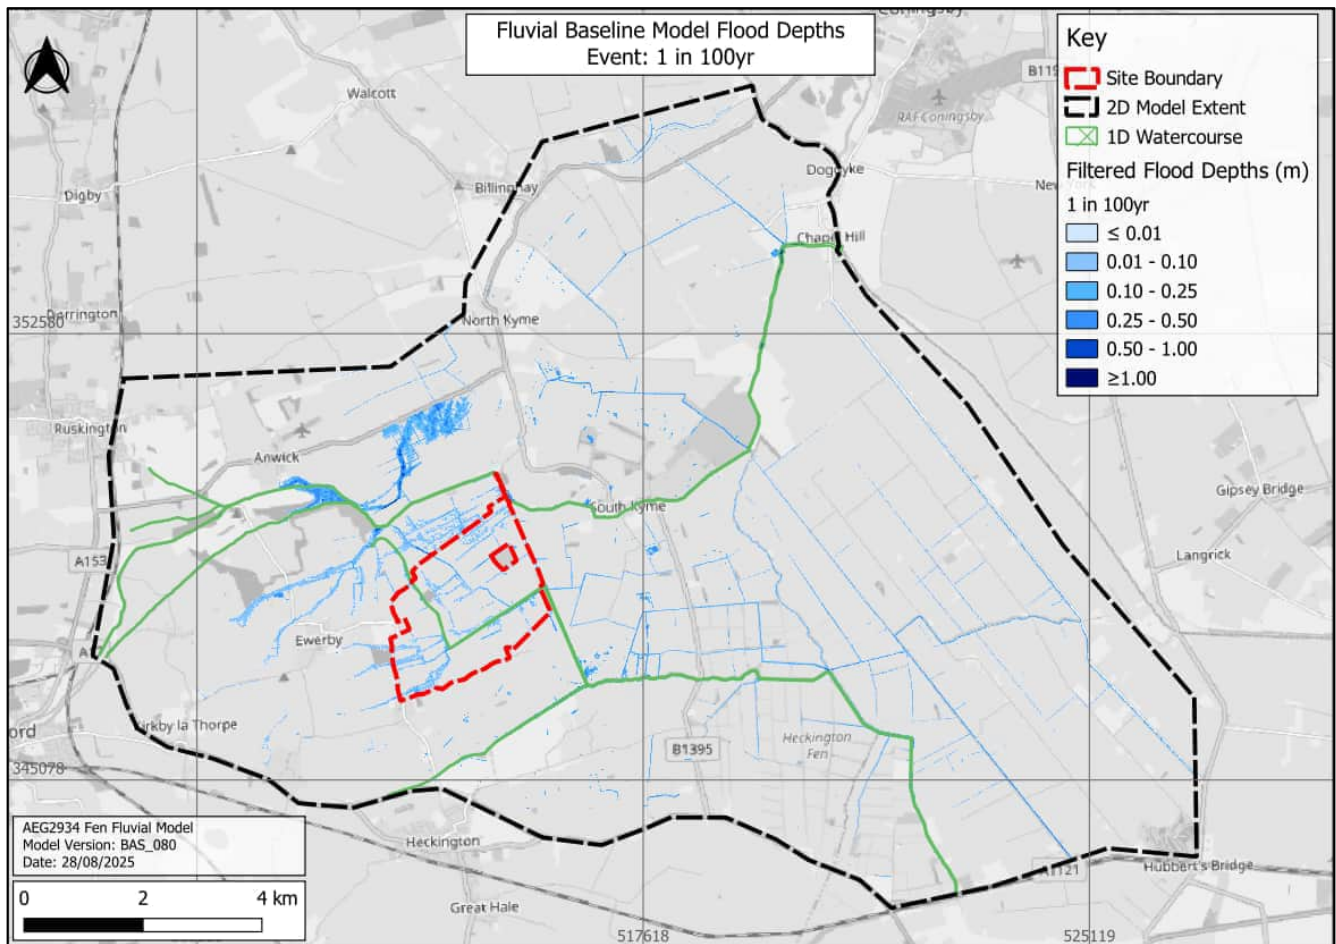 Fluvial Baseline Model Flood Depths
Event: 1 in 100yr
Key
Site Boundary
2D Model Extent
1D Watercourse
Filtered Flood Depths (m)
1 in 100yr
≤ 0.01
0.01 - 0.10
0.10 - 0.25
0.25 - 0.50
0.50 - 1.00
≥1.00
Coningsby
Walcott
RAF Coningsby
Digby
Billinghay
Dogdyke
Chapel Hill
Dorrington
352580
North Kyme
Ruskington
Anwick
South Kyme
Gipsey Bridge
A153
Langrick
Ewerby
Kirkby la Thorpe
ord
B1395
Heckington
Fen
345078
AEG2934 Fen Fluvial Model
Model Version: BAS_080
Date: 28/08/2025
Heckington
A1121
Hubbert's Bridge
0 2 4 km
Great Hale
517618
525119